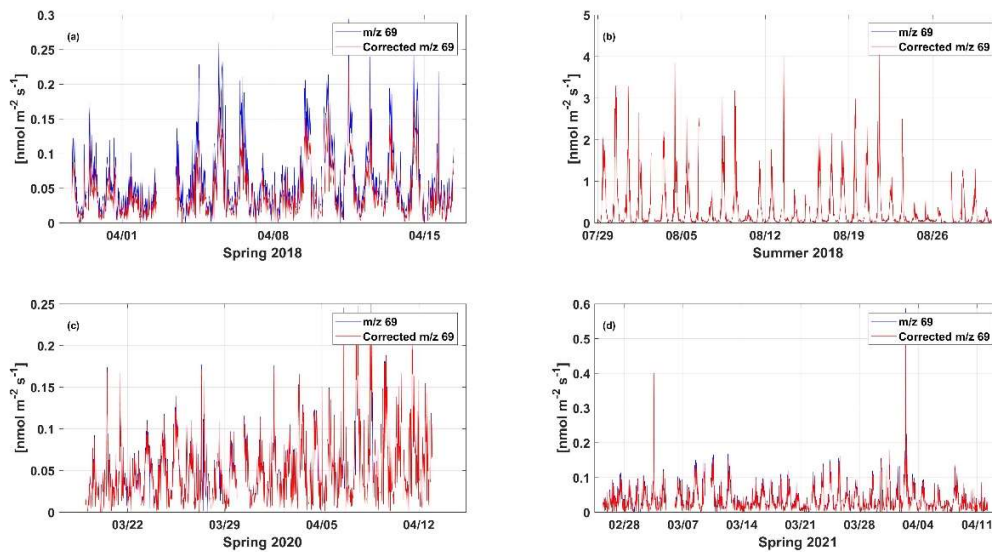 (a)
m/z 69
Corrected m/z 69
[nmol m-2 s-1]
0.3
0.25
0.2
0.15
0.1
0.05
0
04/01
04/08
04/15
Spring 2018
(b)
m/z 69
Corrected m/z 69
[nmol m-2 s-1]
5
4
3
2
1
0
07/29
08/05
08/12
08/19
08/26
Summer 2018
(c)
m/z 69
Corrected m/z 69
[nmol m-2 s-1]
0.25
0.2
0.15
0.1
0.05
0
03/22
03/29
04/05
04/12
Spring 2020
(d)
m/z 69
Corrected m/z 69
[nmol m-2 s-1]
0.6
0.5
0.4
0.3
0.2
0.1
0
02/28
03/07
03/14
03/21
03/28
04/04
04/11
Spring 2021